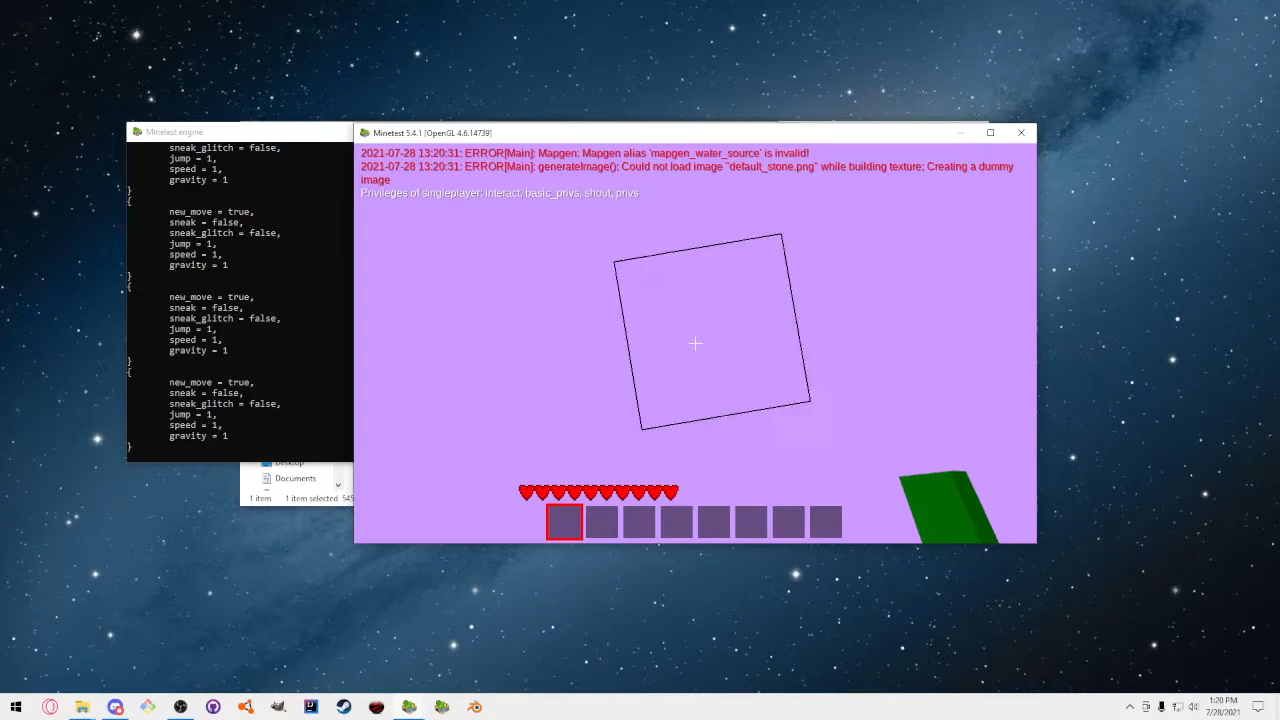 Minetest engine
sneak_glitch = false,
jump = 1,
speed = 1,
gravity = 1
}
{
new_move = true,
sneak = false,
sneak_glitch = false,
jump = 1,
speed = 1,
gravity = 1
}
{
new_move = true,
sneak = false,
sneak_glitch = false,
jump = 1,
speed = 1,
gravity = 1
}
{
new_move = true,
sneak = false,
sneak_glitch = false,
jump = 1,
speed = 1,
gravity = 1
}
Desktop
Documents
1 item 1 item selected 545
Minetest 5.4.1 [OpenGL 4.6.14739]
2021-07-28 13:20:31: ERROR[Main]: Mapgen: Mapgen alias 'mapgen_water_source' is invalid!
2021-07-28 13:20:31: ERROR[Main]: generateImage(): Could not load image "default_stone.png" while building texture; Creating a dummy
image
Privileges of singleplayer: interact, basic_privs, shout, privs
1:20 PM
7/28/2021